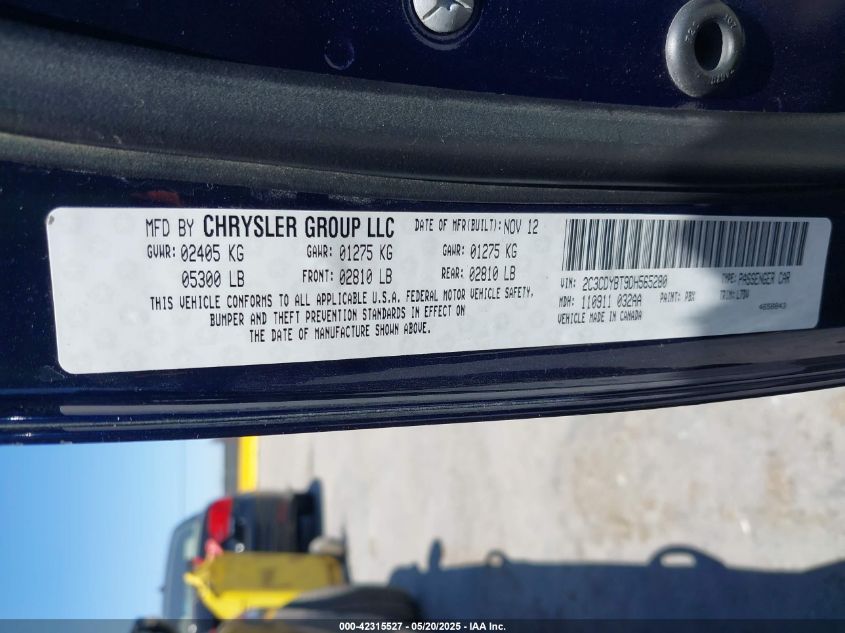 MFD BY CHRYSLER GROUP LLC
DATE OF MFR(BUILT): NOV 12
GVWR: 02405 KG GAWR: 01275 KG GAWR: 01275 KG
05300 LB FRONT: 02810 LB REAR: 02810 LB
THIS VEHICLE CONFORMS TO ALL APPLICABLE U.S.A. FEDERAL MOTOR VEHICLE SAFETY,
BUMPER AND THEFT PREVENTION STANDARDS IN EFFECT ON
THE DATE OF MANUFACTURE SHOWN ABOVE.
VIN: 2C3CDYBT9DH565280 TYPE: PASSENGER CAR
MDH: 110911 032AA PAINT: PBX TRIM: L7DV
VEHICLE MADE IN CANADA 4658043
000-42315527 - 05/20/2025 - IAA Inc.